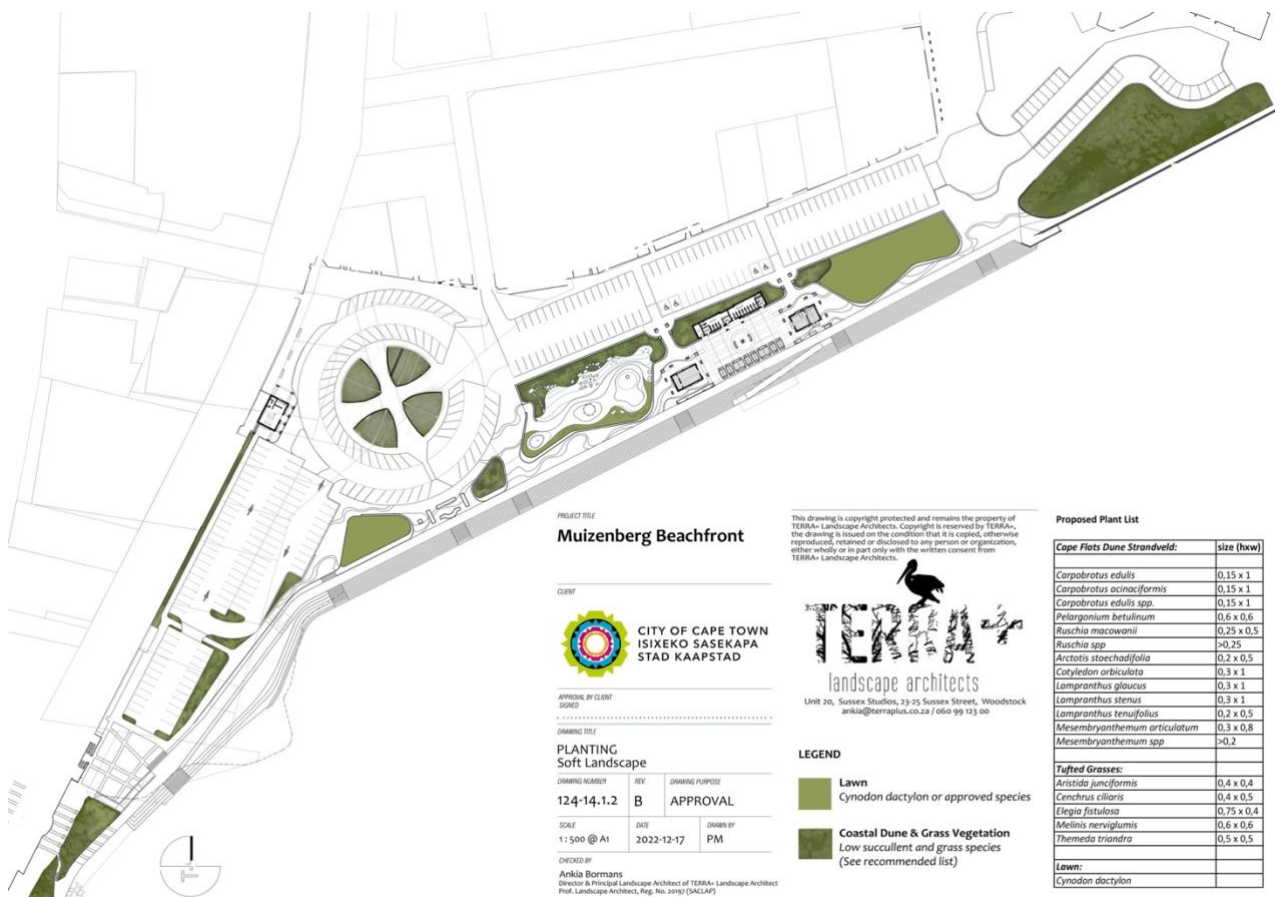 PROJECT TITLE
Muizenberg Beachfront
CLIENT
CITY OF CAPE TOWN
ISIXEKO SASEKAPA
STAD KAAPSTAD
APPROVAL BY CLIENT
SIGNED
DRAWING TITLE
PLANTING
Soft Landscape
DRAWING NUMBER REV. DRAWING PURPOSE
124-14.1.2 B APPROVAL
SCALE DATE DRAWN BY
1 : 500 @ A1 2022-12-17 PM
CHECKED BY
Ankia Bormans
Director & Principal Landscape Architect of TERRA+ Landscape Architect
Prof. Landscape Architect, Reg. No. 20197 (SACLAP)
This drawing is copyright protected and remains the property of
TERRA+ Landscape Architects. Copyright is reserved by TERRA+,
the drawing is issued on the condition that it is copied, otherwise
reproduced, retained or disclosed to any person or organization,
either wholly or in part only with the written consent from
TERRA+ Landscape Architects.
TERRA+
landscape architects
Unit 20, Sussex Studios, 23-25 Sussex Street, Woodstock
ankia@terraplus.co.za / 060 99 123 00
LEGEND
Lawn
Cynodon dactylon or approved species
Coastal Dune & Grass Vegetation
Low succulent and grass species
(See recommended list)
Proposed Plant List
Cape Flats Dune Strandveld: size (hxw)
Carpobrotus edulis 0,15 x 1
Carpobrotus acinaciformis 0,15 x 1
Carpobrotus edulis spp. 0,15 x 1
Pelargonium betulinum 0,6 x 0,6
Ruschia macowanii 0,25 x 0,5
Ruschia spp >0,25
Arctotis stoechadifolia 0,2 x 0,5
Cotyledon orbiculata 0,3 x 1
Lampranthus glaucus 0,3 x 1
Lampranthus stenus 0,3 x 1
Lampranthus tenuifolius 0,2 x 0,5
Mesembryanthemum articulatum 0,3 x 0,8
Mesembryanthemum spp >0,2
Tufted Grasses:
Aristida junciformis 0,4 x 0,4
Cenchrus ciliaris 0,4 x 0,5
Elegia fistulosa 0,75 x 0,4
Melinis nerviglumis 0,6 x 0,6
Themeda triandra 0,5 x 0,5
Lawn:
Cynodon dactylon